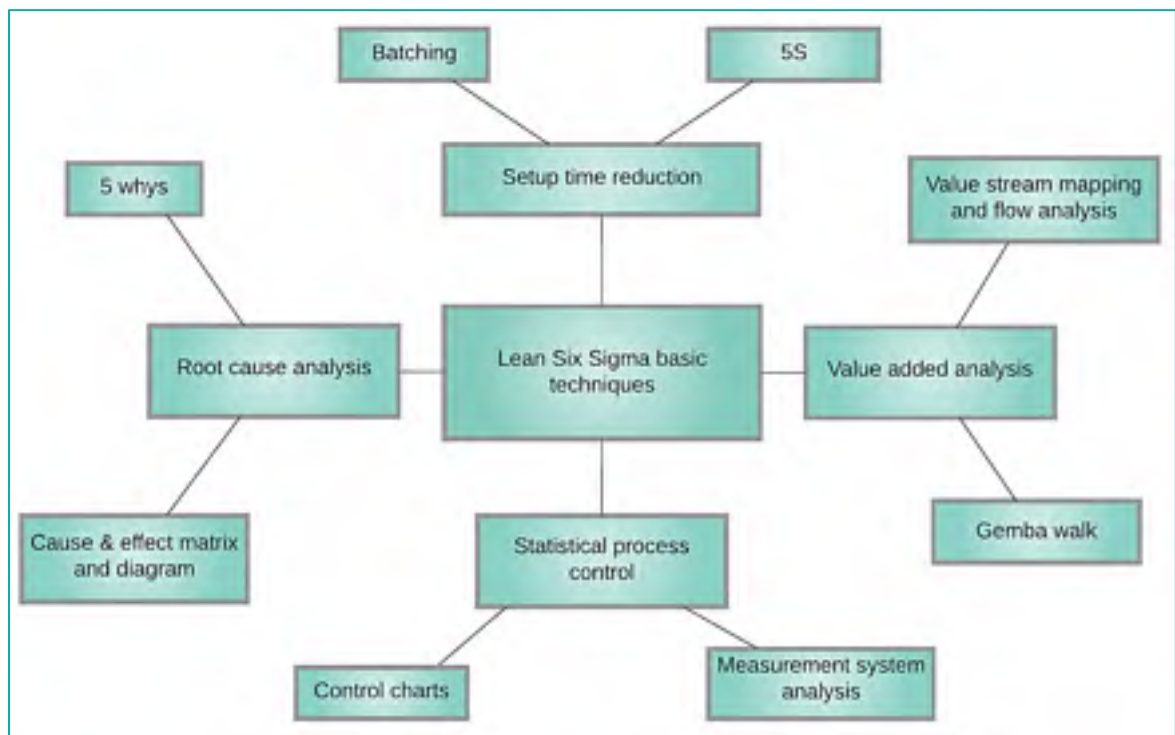 Batching
5S
Setup time reduction
5 whys
Value stream mapping
and flow analysis
Root cause analysis
Lean Six Sigma basic
techniques
Value added analysis
Cause & effect matrix
and diagram
Statistical process
control
Gemba walk
Control charts
Measurement system
analysis